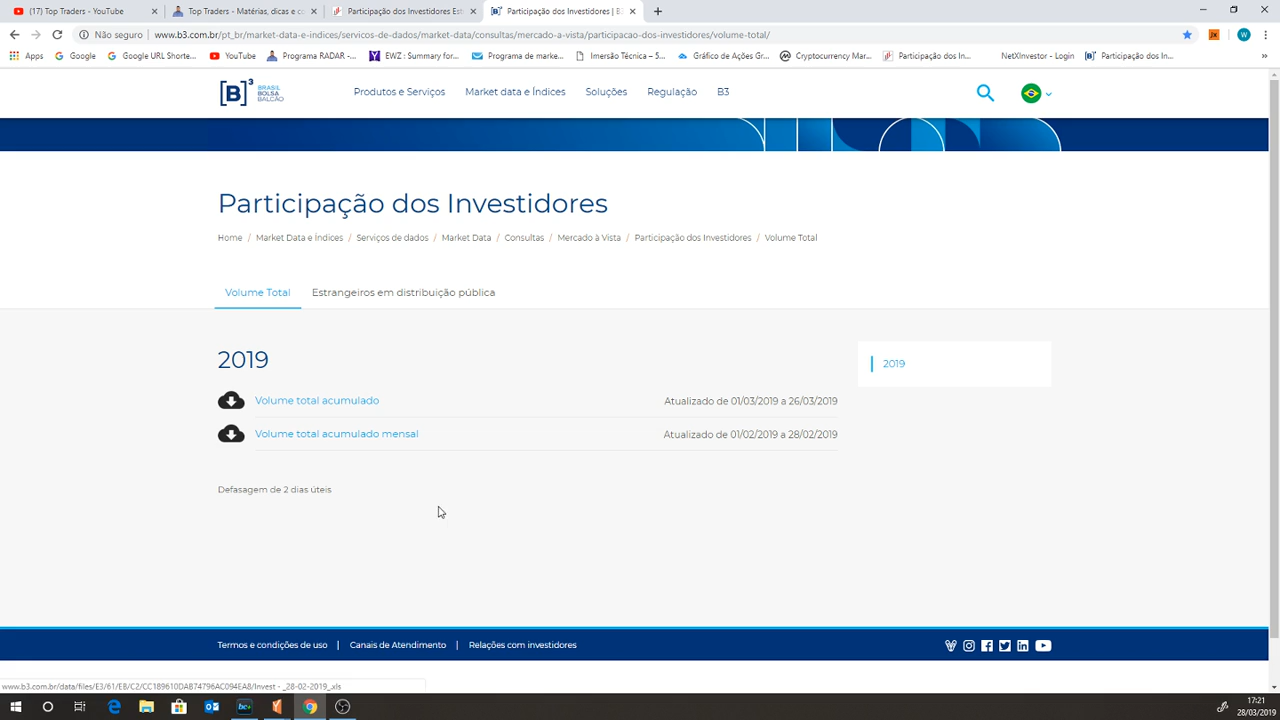 (17) Top Traders - YouTube
Top Traders - Matérias, dicas e co
Participação dos Investidores Est
Participação dos Investidores | B3
Não seguro
www.b3.com.br/pt_br/market-data-e-indices/servicos-de-dados/market-data/consultas/mercado-a-vista/participacao-dos-investidores/volume-total/
Apps
Google
Google URL Shorte...
YouTube
Programa RADAR -...
EWZ : Summary for...
Programa de marke...
Imersão Técnica – 5...
Gráfico de Ações Gr...
Cryptocurrency Mar...
Participação dos In...
NetXInvestor - Login
Participação dos In...
»
[B]³ BRASIL
BOLSA
BALCÃO
Produtos e Serviços
Market data e Índices
Soluções
Regulação
B3
Participação dos Investidores
Home / Market Data e Índices / Serviços de dados / Market Data / Consultas / Mercado à Vista / Participação dos Investidores / Volume Total
Volume Total
Estrangeiros em distribuição pública
2019
2019
Volume total acumulado
Atualizado de 01/03/2019 a 26/03/2019
Volume total acumulado mensal
Atualizado de 01/02/2019 a 28/02/2019
Defasagem de 2 dias úteis
Termos e condições de uso | Canais de Atendimento | Relações com investidores
www.b3.com.br/data/files/E3/61/EB/C2/CC189610DAB74796AC094EA8/Invest - _28-02-2019_.xls
17:21
28/03/2019